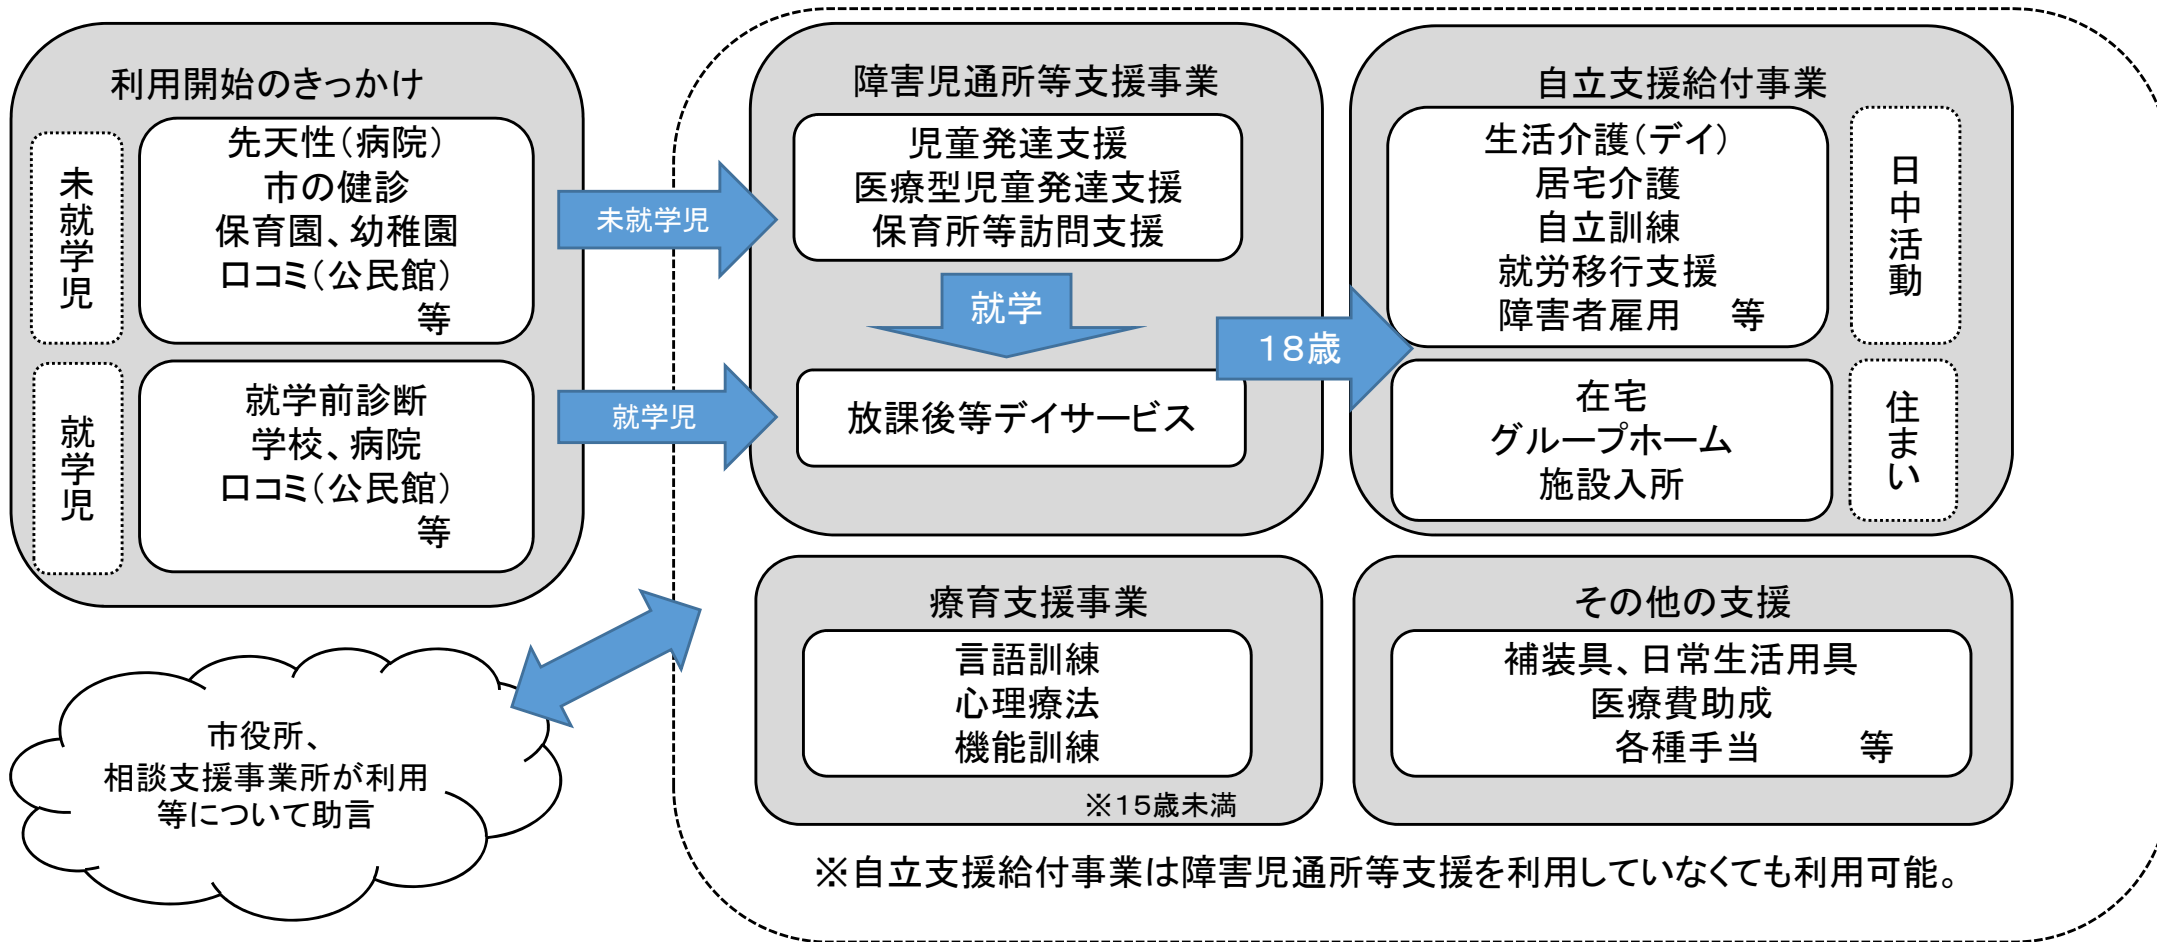 利用開始のきっかけ
未就学児
先天性（病院）
市の健診
保育園、幼稚園
口コミ（公民館）
等
就学児
就学前診断
学校、病院
口コミ（公民館）
等
未就学児
就学児
障害児通所等支援事業
児童発達支援
医療型児童発達支援
保育所等訪問支援
就学
放課後等デイサービス
18歳
自立支援給付事業
生活介護（デイ）
居宅介護
自立訓練
就労移行支援
障害者雇用　等
日中活動
在宅
グループホーム
施設入所
住まい
療育支援事業
言語訓練
心理療法
機能訓練
※15歳未満
その他の支援
補装具、日常生活用具
医療費助成
各種手当　等
市役所、
相談支援事業所が利用
等について助言
※自立支援給付事業は障害児通所等支援を利用していなくても利用可能。